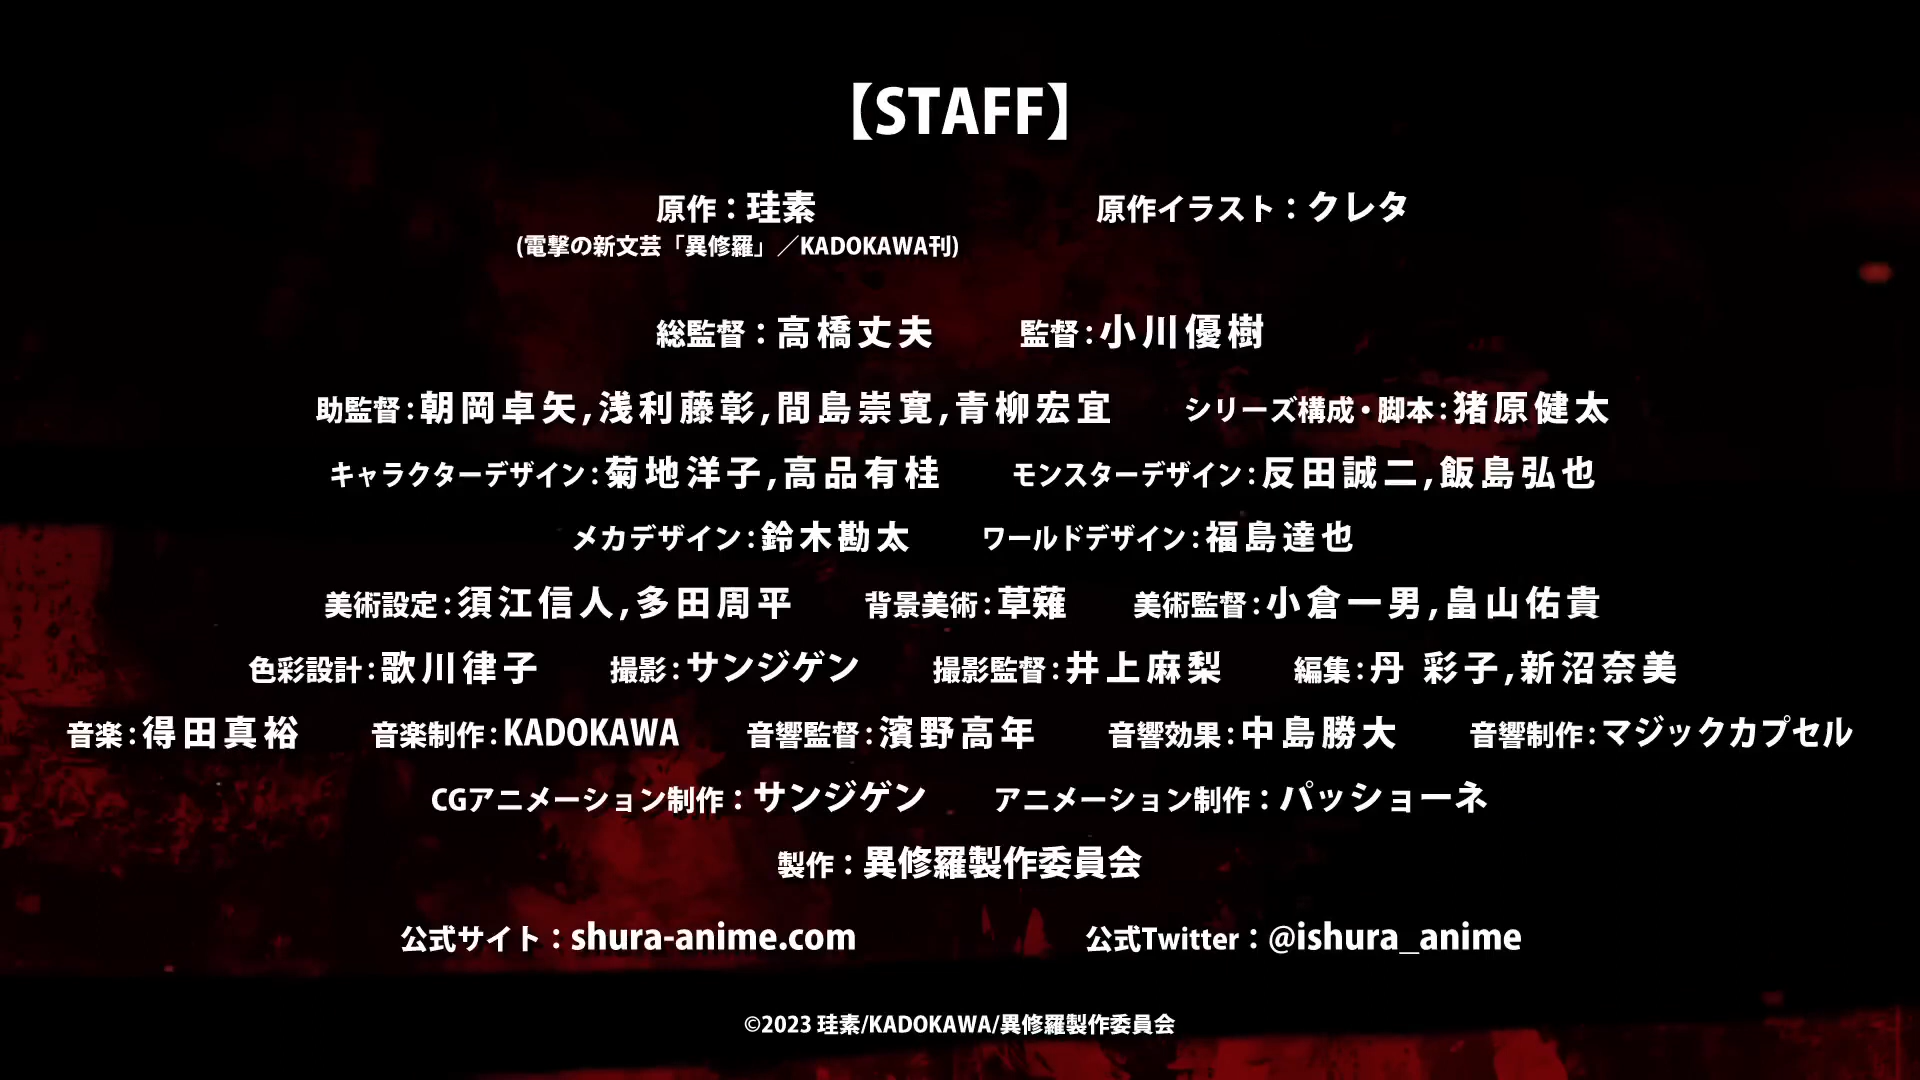 【STAFF】
原作：珪素　原作イラスト：クレタ
(電撃の新文芸「異修羅」／KADOKAWA刊)
総監督：高橋丈夫　監督：小川優樹
助監督：朝岡卓矢,浅利藤彰,間島崇寛,青柳宏宜　シリーズ構成・脚本：猪原健太
キャラクターデザイン：菊地洋子,高品有桂　モンスターデザイン：反田誠二,飯島弘也
メカデザイン：鈴木勘太　ワールドデザイン：福島達也
美術設定：須江信人,多田周平　背景美術：草薙　美術監督：小倉一男,畠山佑貴
色彩設計：歌川律子　撮影：サンジゲン　撮影監督：井上麻梨　編集：丹 彩子,新沼奈美
音楽：得田真裕　音楽制作：KADOKAWA　音響監督：濱野高年　音響効果：中島勝大　音響制作：マジックカプセル
CGアニメーション制作：サンジゲン　アニメーション制作：パッショーネ
製作：異修羅製作委員会
公式サイト：shura-anime.com　公式Twitter：@ishura_anime
©2023 珪素/KADOKAWA/異修羅製作委員会